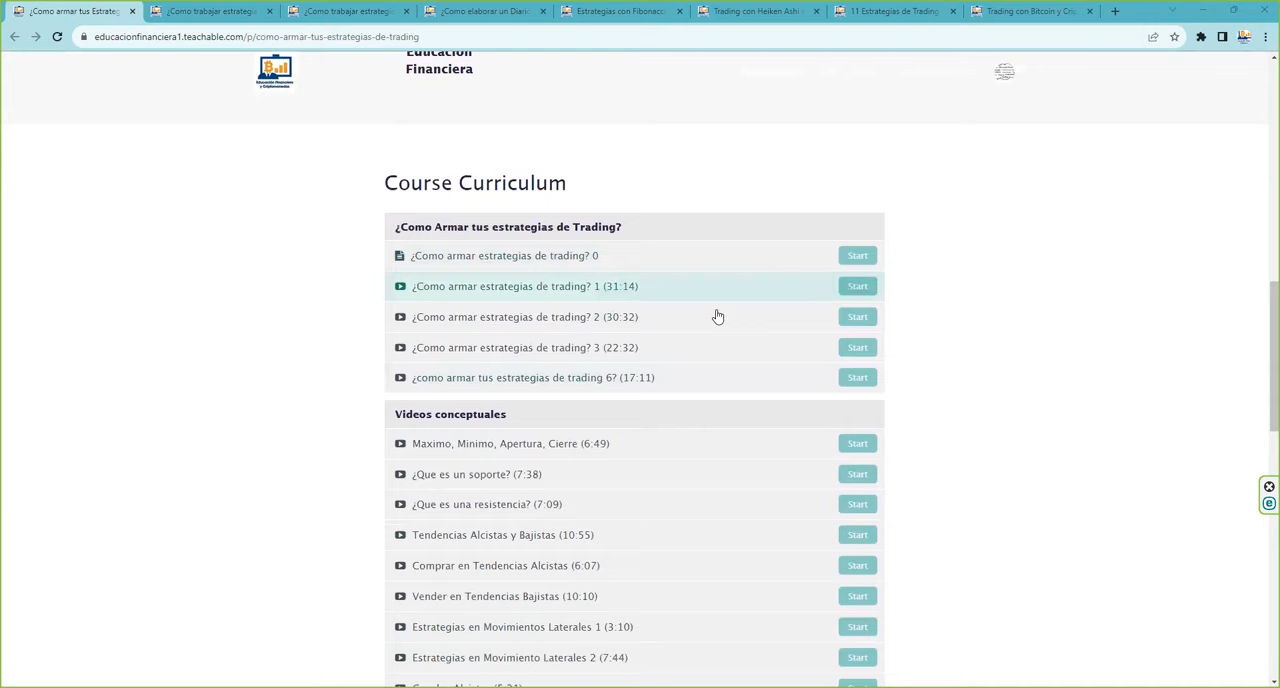 ¿Como armar tus Estrateg
¿Como trabajar estrategi
¿Como trabajar estrategi
¿Como elaborar un Diari
Estrategias con Fibonacc
Trading con Heiken Ashi
11 Estrategias de Trading
Trading con Bitcoin y Cri
educacionfinanciera1.teachable.com/p/como-armar-tus-estrategias-de-trading
Educación
Financiera
Educación Financiera
y Criptomonedas
Course Curriculum
¿Como Armar tus estrategias de Trading?
¿Como armar estrategias de trading? 0 Start
¿Como armar estrategias de trading? 1 (31:14) Start
¿Como armar estrategias de trading? 2 (30:32) Start
¿Como armar estrategias de trading? 3 (22:32) Start
¿como armar tus estrategias de trading 6? (17:11) Start
Videos conceptuales
Maximo, Minimo, Apertura, Cierre (6:49) Start
¿Que es un soporte? (7:38) Start
¿Que es una resistencia? (7:09) Start
Tendencias Alcistas y Bajistas (10:55) Start
Comprar en Tendencias Alcistas (6:07) Start
Vender en Tendencias Bajistas (10:10) Start
Estrategias en Movimientos Laterales 1 (3:10) Start
Estrategias en Movimiento Laterales 2 (7:44) Start